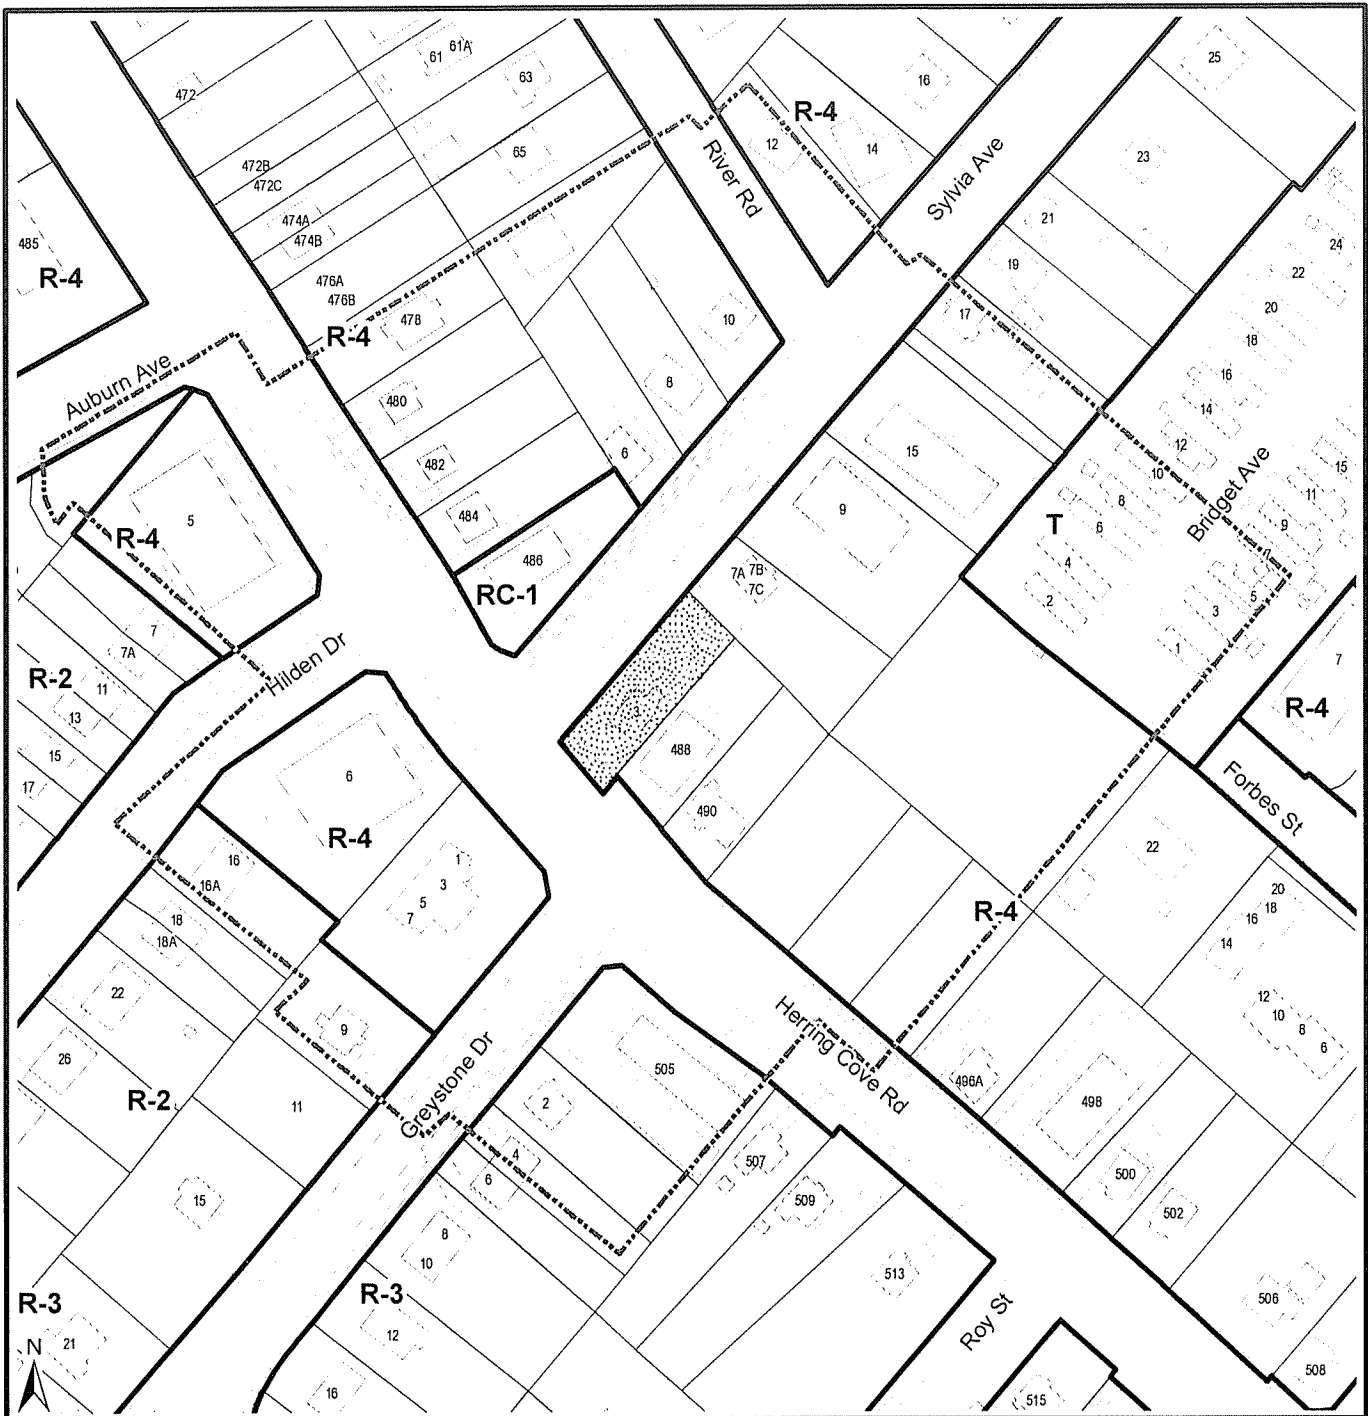 61 61A
25
63
16
472
R-4
12
14
65
River Rd
23
472B
472C
Sylvia Ave
474A
474B
21
24
485
R-4
19
22
476A
476B
20
17
478
R-4
10
18
Auburn Ave
8
16
480
14
15
12
482
6
10
Bridget Ave
15
11
484
9
8
5
R-4
T
6
9
486
7A 7B
7C
4
RC-1
2
5
3
7
7A
1
Hilden Dr
7
R-2
11
R-4
13
3
488
15
6
17
490
Forbes St
R-4
22
16
16A
1
3
5
7
R-4
20
18
16
14
18
18A
22
12
10
8
6
9
Herring Cove Rd
26
Greystone Dr
505
496A
R-2
11
2
498
4
6
507
500
15
509
502
8
10
513
R-3
R-3
506
Roy St
12
21
N
508
16
515